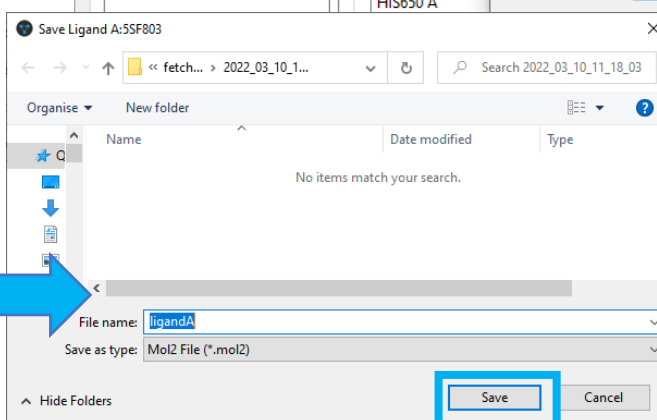 HIS650 A
Save Ligand A:5SF803
« fetch... › 2022_03_10_1... Search 2022_03_10_11_18_03
Organise New folder
Name Date modified Type
Q
No items match your search.
File name: ligandA
Save as type: Mol2 File (*.mol2)
Hide Folders Save Cancel